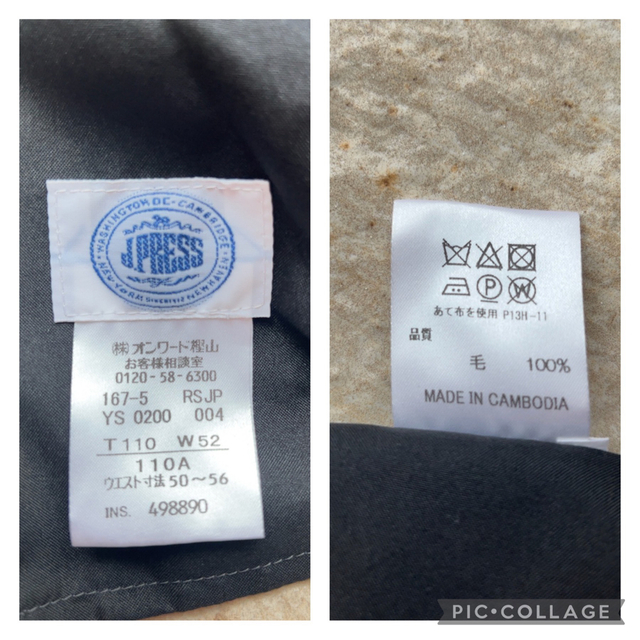 WASHINGTON DC・CAMBRIDGE
J.PRESS
㈱オンワード樫山
お客様相談室
0120-58-6300
167-5 RSJP
YS 0200 004
T110 W52
110A
ウエスト寸法50〜56
INS. 498890
P
W
あて布を使用 P13H-11
品質
毛 100%
MADE IN CAMBODIA
PIC•COLLAGE